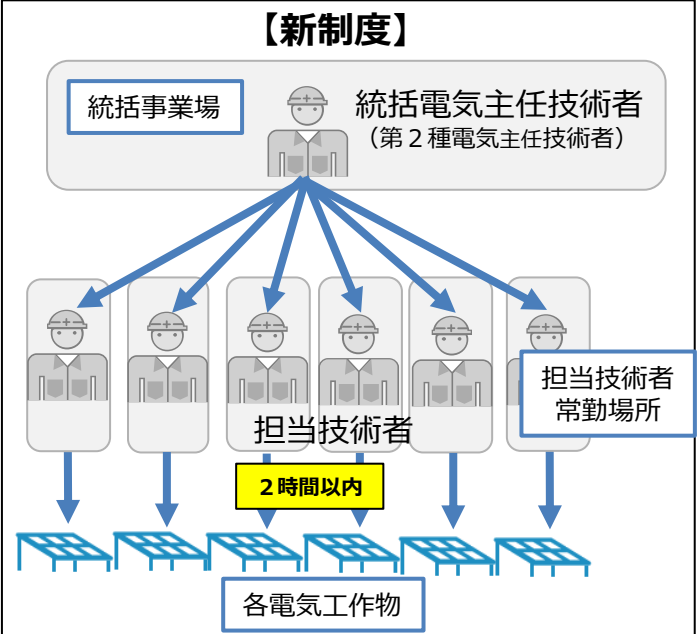 【新制度】
統括事業場
統括電気主任技術者
（第２種電気主任技術者）
担当技術者
常勤場所
担当技術者
２時間以内
各電気工作物